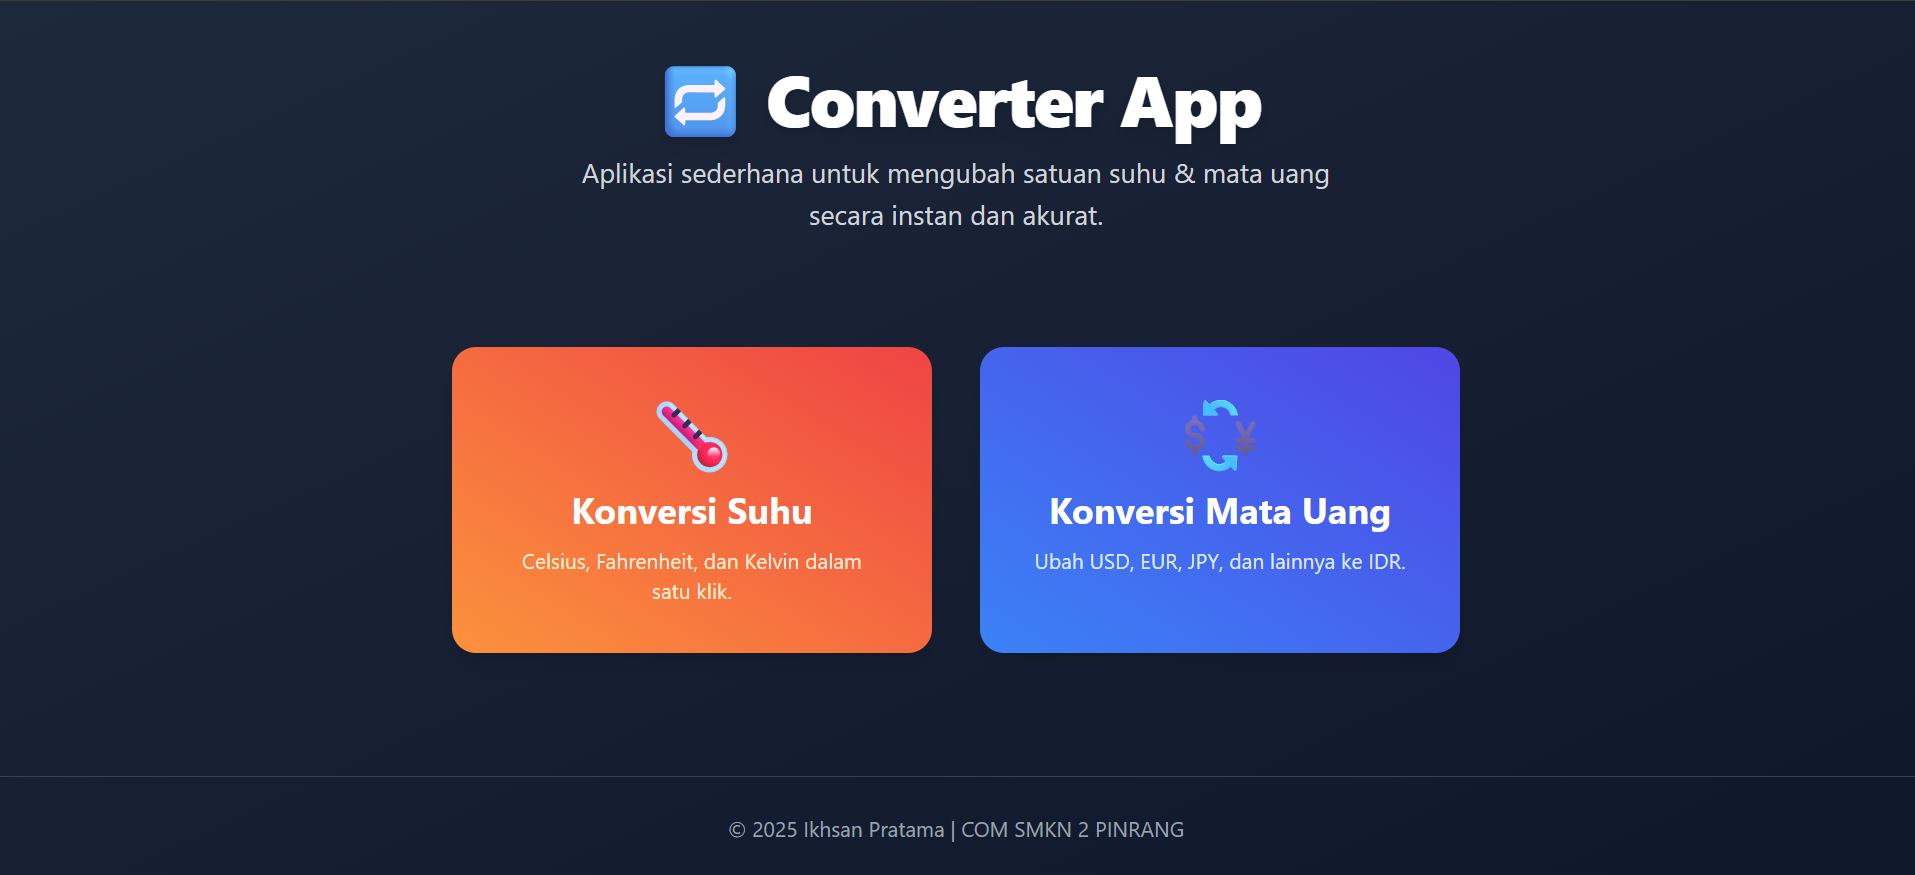 Converter App
Aplikasi sederhana untuk mengubah satuan suhu & mata uang
secara instan dan akurat.
Konversi Suhu
Celsius, Fahrenheit, dan Kelvin dalam
satu klik.
Konversi Mata Uang
Ubah USD, EUR, JPY, dan lainnya ke IDR.
© 2025 Ikhsan Pratama | COM SMKN 2 PINRANG